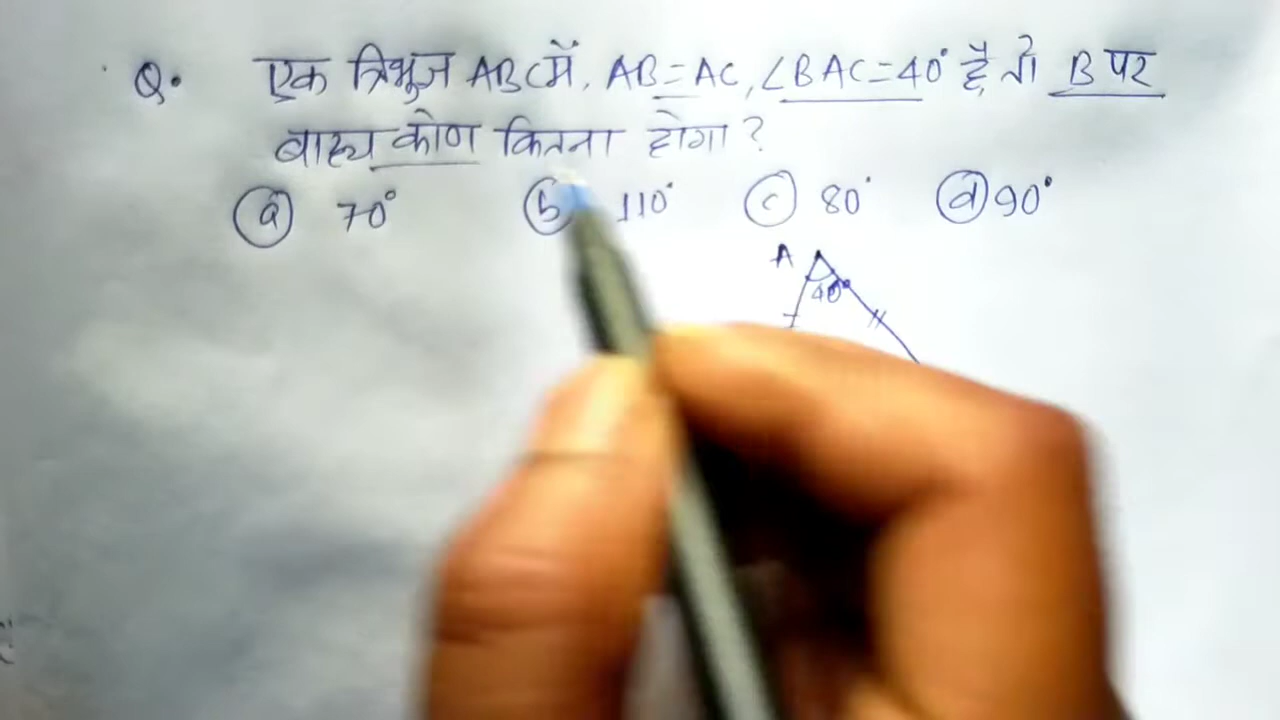 Q. एक त्रिभुज ABC में, AB=AC, ∠BAC=40° है, तो B पर
बाह्य कोण कितना होगा ?
(a) 70° (b) 110° (c) 80° (d) 90°
A
40°